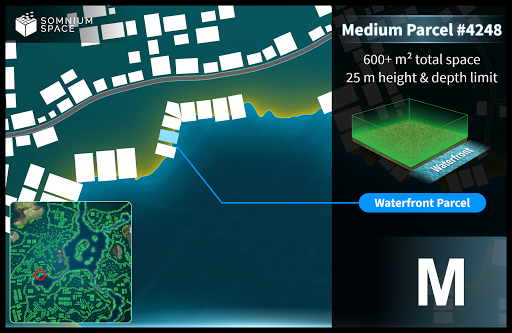 SOMNIUM
SPACE
Medium Parcel #4248
600+ m² total space
25 m height & depth limit
Waterfront
Waterfront Parcel
M